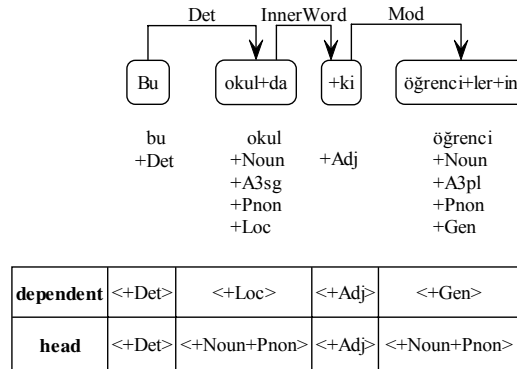 Det InnerWord Mod
Bu okul+da +ki öğrenci+ler+in
bu okul öğrenci
+Det +Noun +Adj +Noun
+A3sg +A3pl
+Pnon +Pnon
+Loc +Gen
dependent <+Det> <+Loc> <+Adj> <+Gen>
head <+Det> <+Noun+Pnon> <+Adj> <+Noun+Pnon>